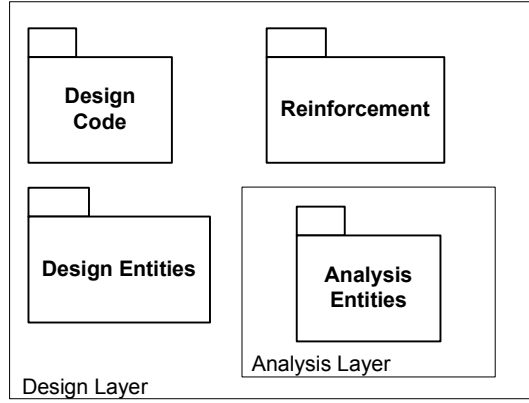 Design
Code
Reinforcement
Design Entities
Analysis
Entities
Analysis Layer
Design Layer